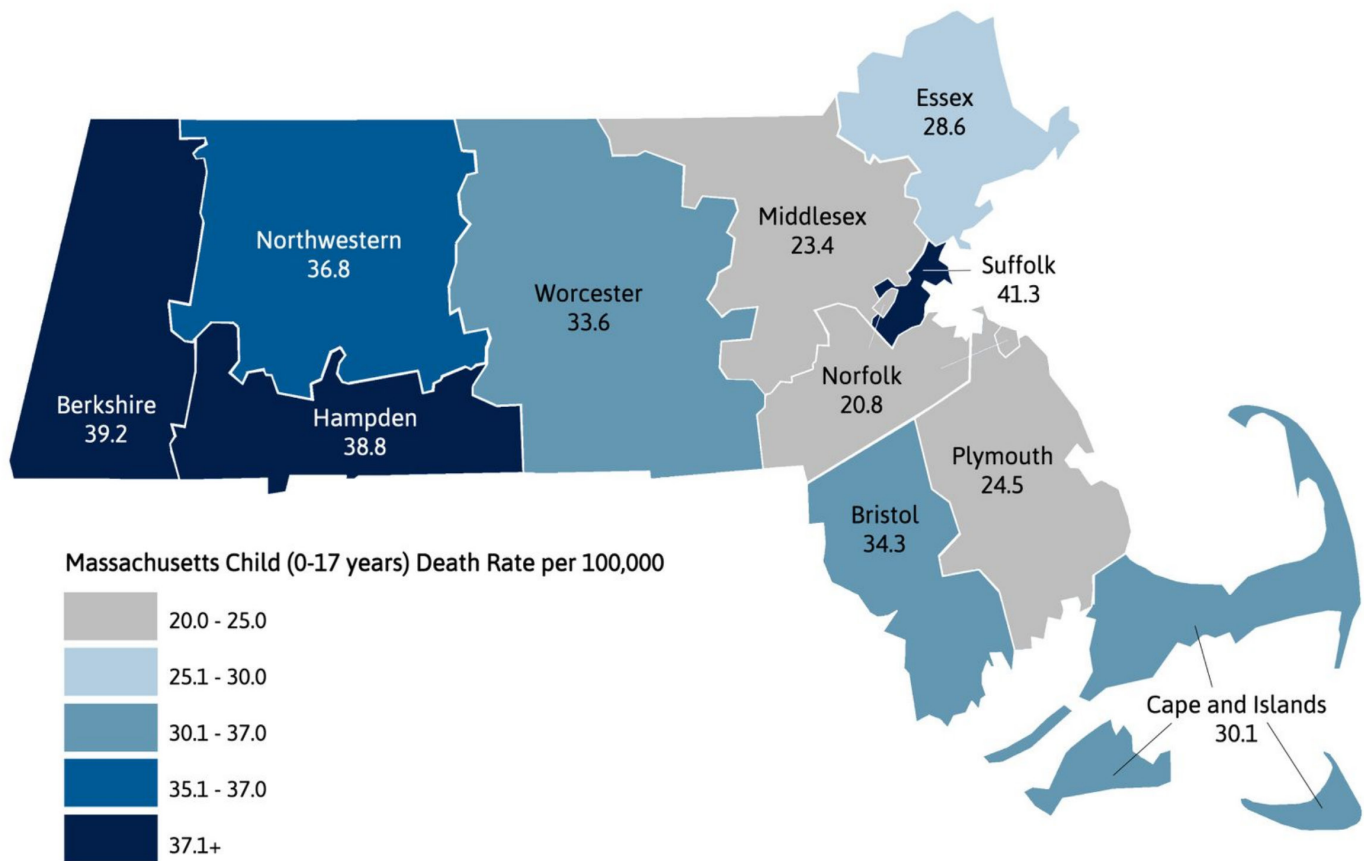 Essex
28.6
Middlesex
23.4
Northwestern
36.8
Suffolk
41.3
Worcester
33.6
Norfolk
20.8
Berkshire
39.2
Hampden
38.8
Plymouth
24.5
Bristol
34.3
Cape and Islands
30.1
Massachusetts Child (0-17 years) Death Rate per 100,000
20.0 - 25.0
25.1 - 30.0
30.1 - 37.0
35.1 - 37.0
37.1+